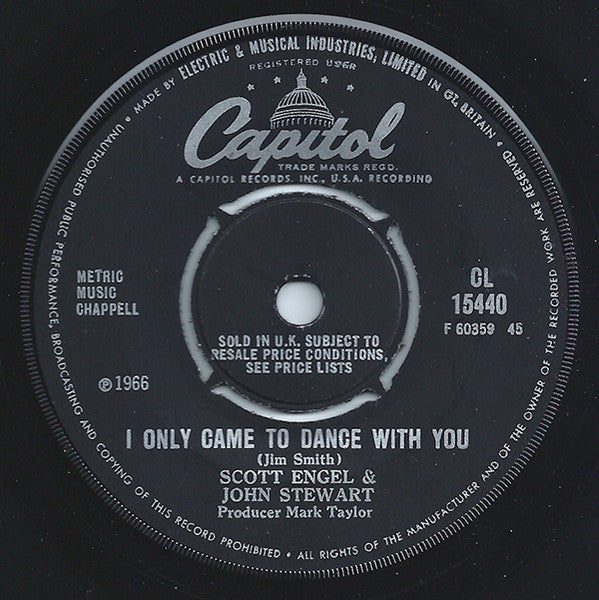 MADE BY ELECTRIC & MUSICAL INDUSTRIES, LIMITED IN GT. BRITAIN • ALL RIGHTS OF THE MANUFACTURER AND OF THE OWNER OF THE RECORDED WORK ARE RESERVED •
UNAUTHORISED PUBLIC PERFORMANCE, BROADCASTING AND COPYING OF THIS RECORD PROHIBITED •
REGISTERED USER
Capitol
TRADE MARKS REGD.
A CAPITOL RECORDS, INC., U.S.A. RECORDING
METRIC
MUSIC
CHAPPELL
CL
15440
F 60359 45
SOLD IN U.K. SUBJECT TO
RESALE PRICE CONDITIONS,
SEE PRICE LISTS
℗ 1966
I ONLY CAME TO DANCE WITH YOU
(Jim Smith)
SCOTT ENGEL &
JOHN STEWART
Producer Mark Taylor